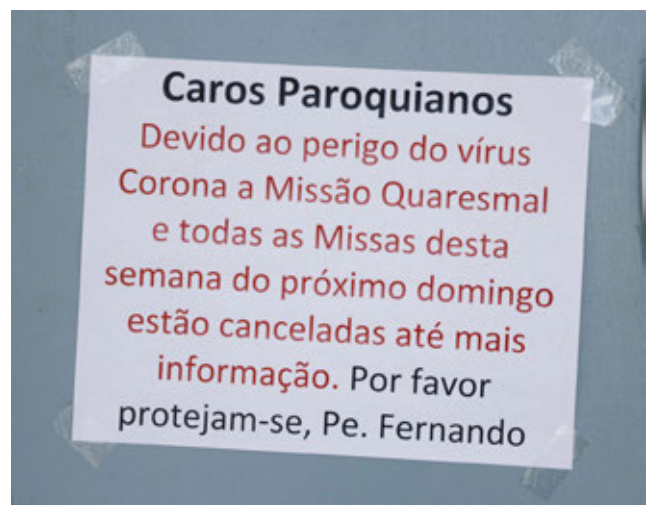 Caros Paroquianos
Devido ao perigo do vírus
Corona a Missão Quaresmal
e todas as Missas desta
semana do próximo domingo
estão canceladas até mais
informação. Por favor
protejam-se, Pe. Fernando